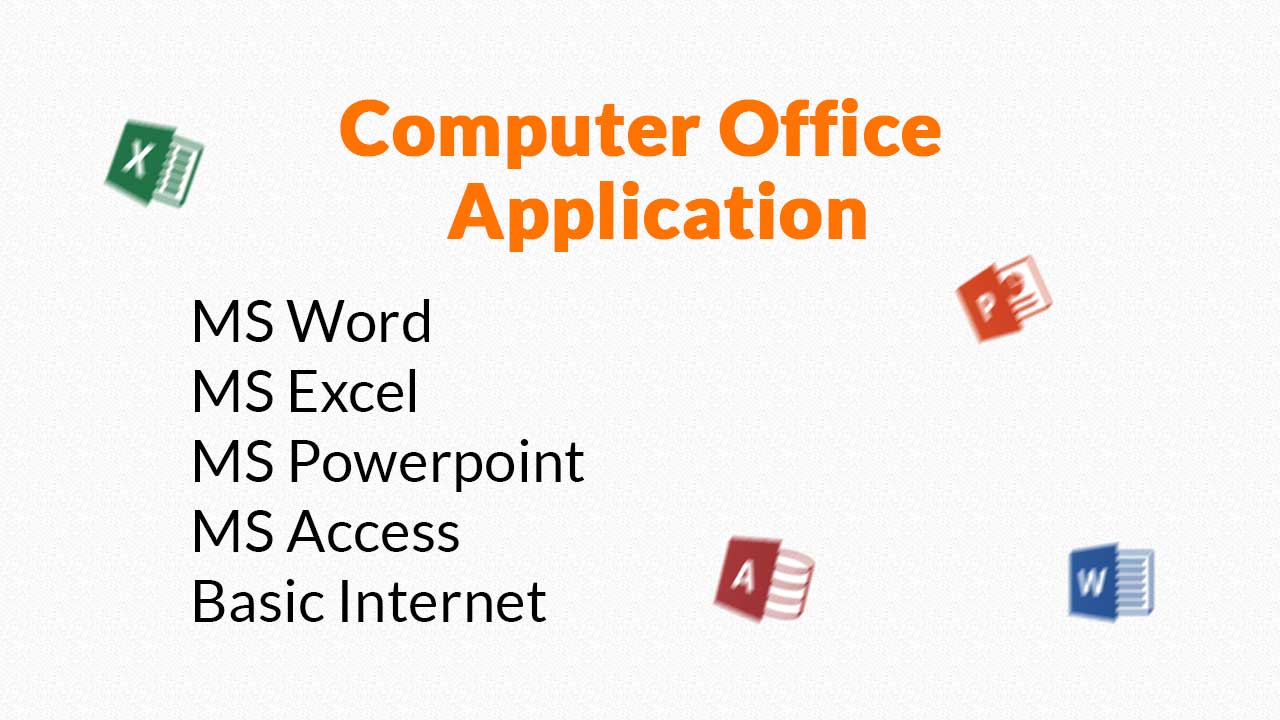 Computer Office
Application
MS Word
MS Excel
MS Powerpoint
MS Access
Basic Internet
X
P
A
W